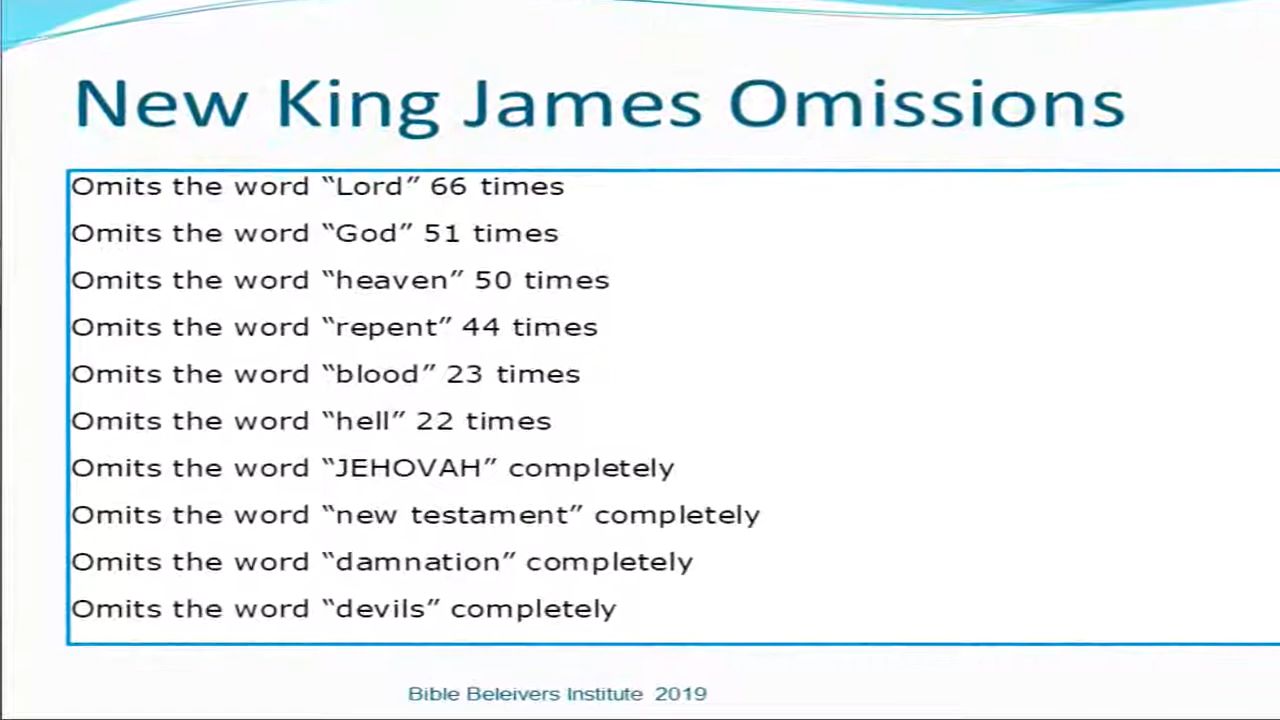 New King James Omissions
Omits the word “Lord” 66 times
Omits the word “God” 51 times
Omits the word “heaven” 50 times
Omits the word “repent” 44 times
Omits the word “blood” 23 times
Omits the word “hell” 22 times
Omits the word “JEHOVAH” completely
Omits the word “new testament” completely
Omits the word “damnation” completely
Omits the word “devils” completely
Bible Beleivers Institute 2019